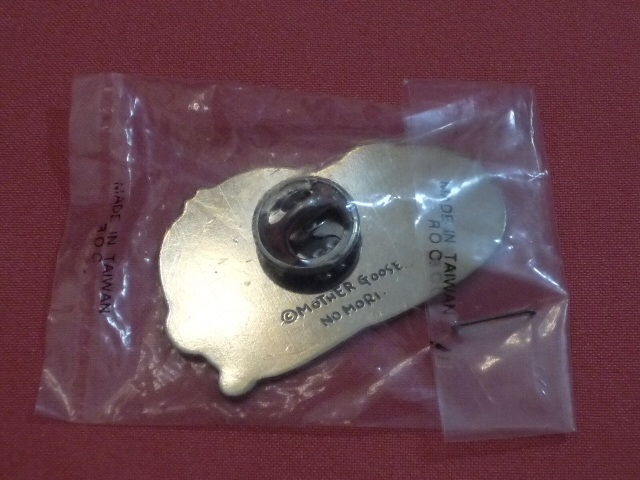 MADE IN TAIWAN
R.O.C.
©MOTHER GOOSE
NO MORI.
MADE IN TAIWAN
R.O.C